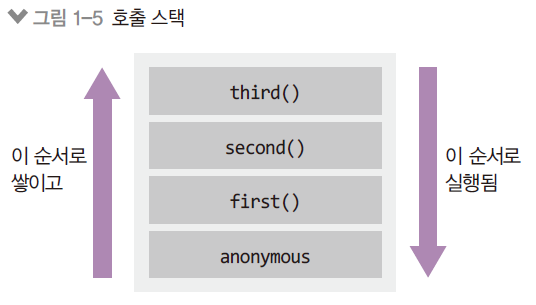 그림 1-5 호출 스택
third()
second()
first()
anonymous
이 순서로
쌓이고
이 순서로
실행됨